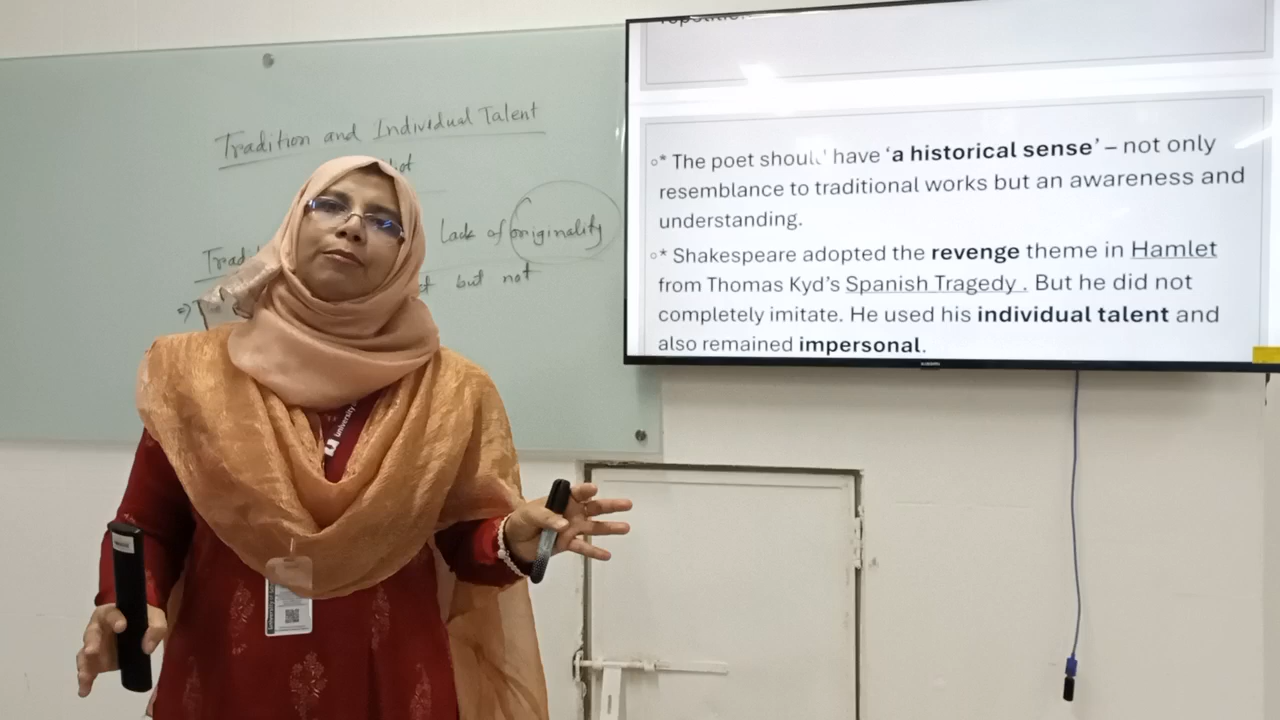 Tradition and Individual Talent
Lack of originality
but not
°* The poet should have ‘a historical sense’ – not only
resemblance to traditional works but an awareness and
understanding.
°* Shakespeare adopted the revenge theme in Hamlet
from Thomas Kyd’s Spanish Tragedy . But he did not
completely imitate. He used his individual talent and
also remained impersonal.
university